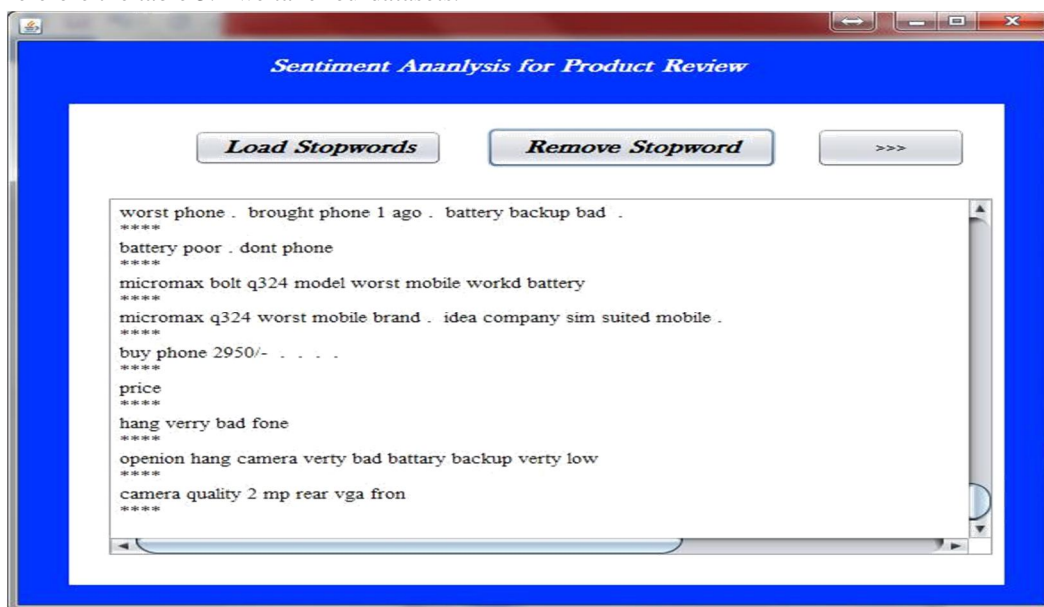 Sentiment Ananlysis for Product Review
Load Stopwords
Remove Stopword
>>>
worst phone . brought phone 1 ago . battery backup bad .
****
battery poor . dont phone
****
micromax bolt q324 model worst mobile workd battery
****
micromax q324 worst mobile brand . idea company sim suited mobile .
****
buy phone 2950/- . . . .
****
price
****
hang verry bad fone
****
openion hang camera verty bad battary backup verty low
****
camera quality 2 mp rear vga fron
****